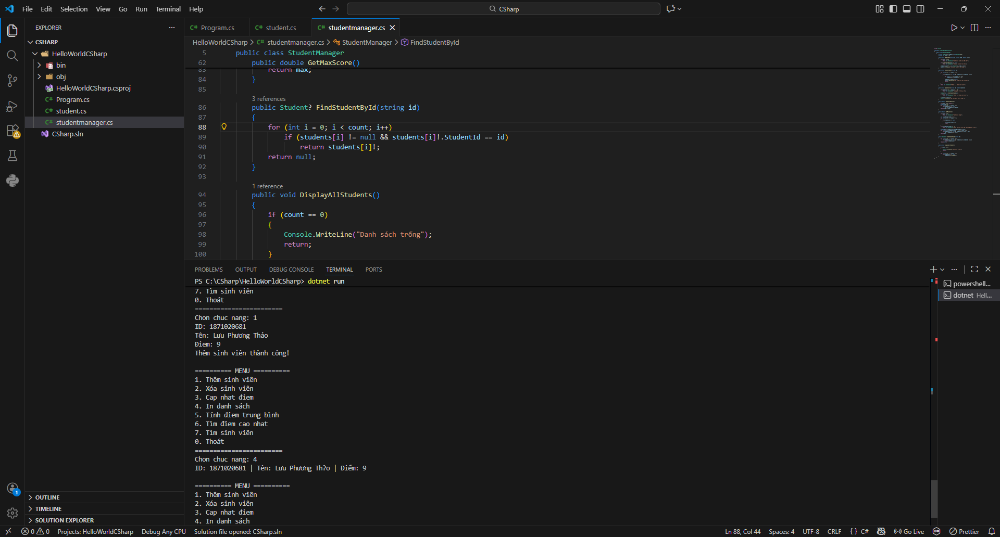 File Edit Selection View Go Run Terminal Help
CSharp
EXPLORER
CSHARP
HelloWorldCSharp
bin
obj
HelloWorldCSharp.csproj
C# Program.cs
C# student.cs
C# studentmanager.cs
CSharp.sln
OUTLINE
TIMELINE
SOLUTION EXPLORER
C# Program.cs C# student.cs C# studentmanager.cs
HelloWorldCSharp > C# studentmanager.cs > StudentManager > FindStudentById
5 public class StudentManager
62 public double GetMaxScore()
83 return max;
84 }
85
3 references
86 public Student? FindStudentById(string id)
87 {
88 for (int i = 0; i < count; i++)
89 if (students[i] != null && students[i]!.StudentId == id)
90 return students[i]!;
91 return null;
92 }
93
1 reference
94 public void DisplayAllStudents()
95 {
96 if (count == 0)
97 {
98 Console.WriteLine("Danh sách trống");
99 return;
100 }
PROBLEMS OUTPUT DEBUG CONSOLE TERMINAL PORTS
PS C:\CSharp\HelloWorldCSharp> dotnet run
7. Tìm sinh viên
0. Thoát
========================
Chon chuc nang: 1
ID: 1871020681
Tên: Lưu Phương Thảo
Điem: 9
Thêm sinh viên thành công!
========== MENU ==========
1. Thêm sinh viên
2. Xóa sinh viên
3. Cap nhat điem
4. In danh sách
5. Tính điem trung bình
6. Tìm điem cao nhat
7. Tìm sinh viên
0. Thoát
========================
Chon chuc nang: 4
ID: 1871020681 | Tên: Lưu Phương Th?o | Điểm: 9
========== MENU ==========
1. Thêm sinh viên
2. Xóa sinh viên
3. Cap nhat điem
4. In danh sách
powershell...
dotnet Hell...
1
0 0 Projects: HelloWorldCSharp Debug Any CPU Solution file opened: CSharp.sln Ln 88, Col 44 Spaces: 4 UTF-8 CRLF { } C# Go Live Prettier